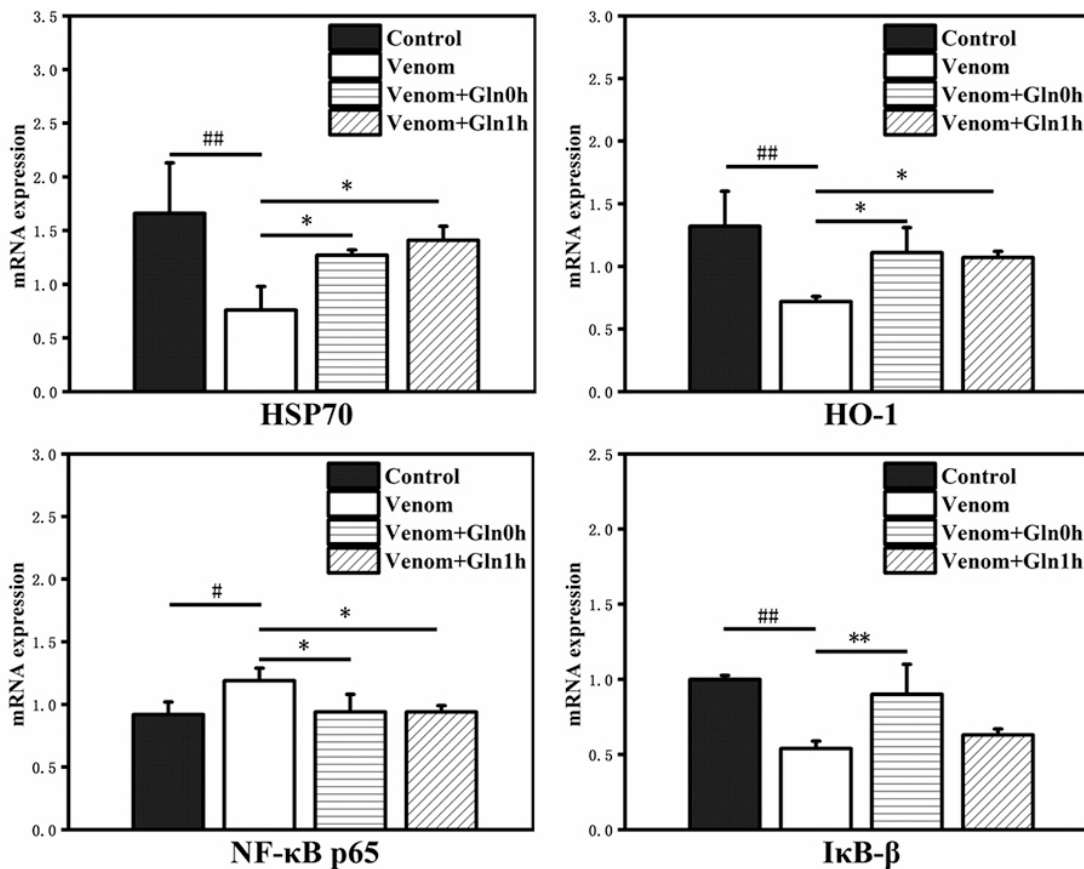 3.5
3.0
2.5
2.0
1.5
1.0
0.5
0.0
mRNA expression
Control
Venom
Venom+Gln0h
Venom+Gln1h
##
*
*
HSP70
3.0
2.5
2.0
1.5
1.0
0.5
0.0
mRNA expression
Control
Venom
Venom+Gln0h
Venom+Gln1h
##
*
*
HO-1
3.0
2.5
2.0
1.5
1.0
0.5
0.0
mRNA expression
Control
Venom
Venom+Gln0h
Venom+Gln1h
#
*
*
NF-κB p65
2.5
2.0
1.5
1.0
0.5
0.0
mRNA expression
Control
Venom
Venom+Gln0h
Venom+Gln1h
##
**
IκB-β